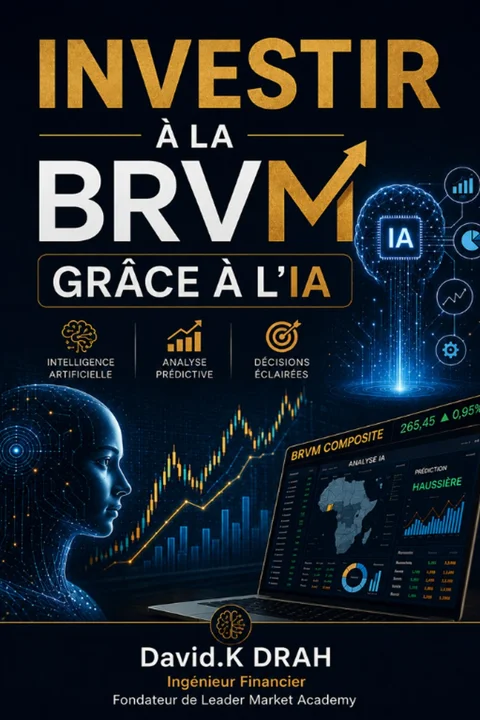 INVESTIR
À LA
BRVM
GRÂCE À L'IA
IA
INTELLIGENCE
ARTIFICIELLE
ANALYSE
PRÉDICTIVE
DÉCISIONS
ÉCLAIRÉES
BRVM COMPOSITE
265,45 ▲ 0,95%
ANALYSE IA
PRÉDICTION
HAUSSIÈRE
David.K DRAH
Ingénieur Financier
Fondateur de Leader Market Academy